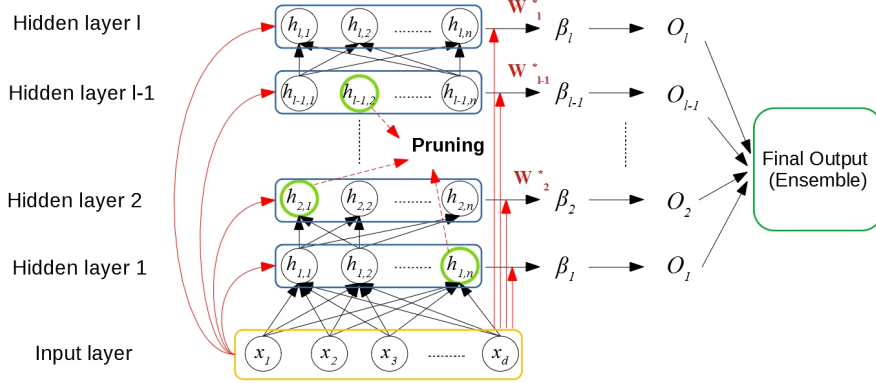 Hidden layer l h_{l,1} h_{l,2} ........ h_{l,n} W*_1 β_l O_l
Hidden layer l-1 h_{l-1,1} h_{l-1,2} ........ h_{l-1,n} W*_{l-1} β_{l-1} O_{l-1}
Pruning
Final Output
(Ensemble)
Hidden layer 2 h_{2,1} h_{2,2} ........ h_{2,n} W*_2 β_2 O_2
Hidden layer 1 h_{1,1} h_{1,2} ........ h_{1,n} β_1 O_1
Input layer x_1 x_2 x_3 ......... x_d